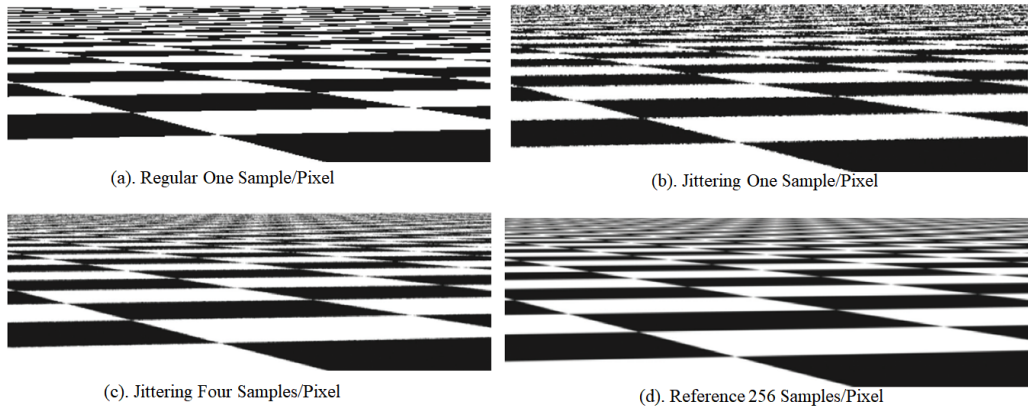 (a). Regular One Sample/Pixel
(b). Jittering One Sample/Pixel
(c). Jittering Four Samples/Pixel
(d). Reference 256 Samples/Pixel